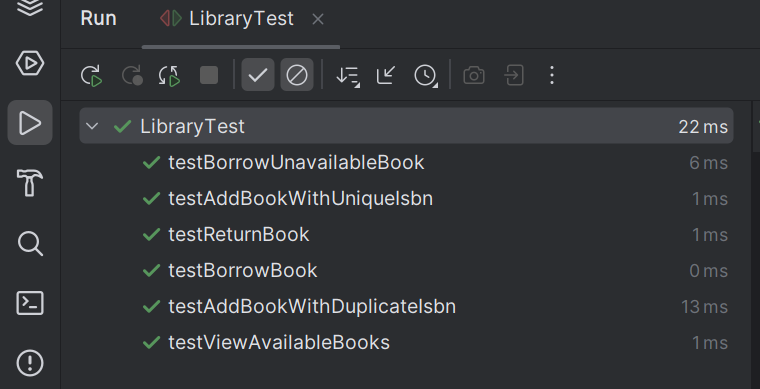 Run LibraryTest
LibraryTest 22 ms
testBorrowUnavailableBook 6 ms
testAddBookWithUniqueIsbn 1 ms
testReturnBook 1 ms
testBorrowBook 0 ms
testAddBookWithDuplicateIsbn 13 ms
testViewAvailableBooks 1 ms